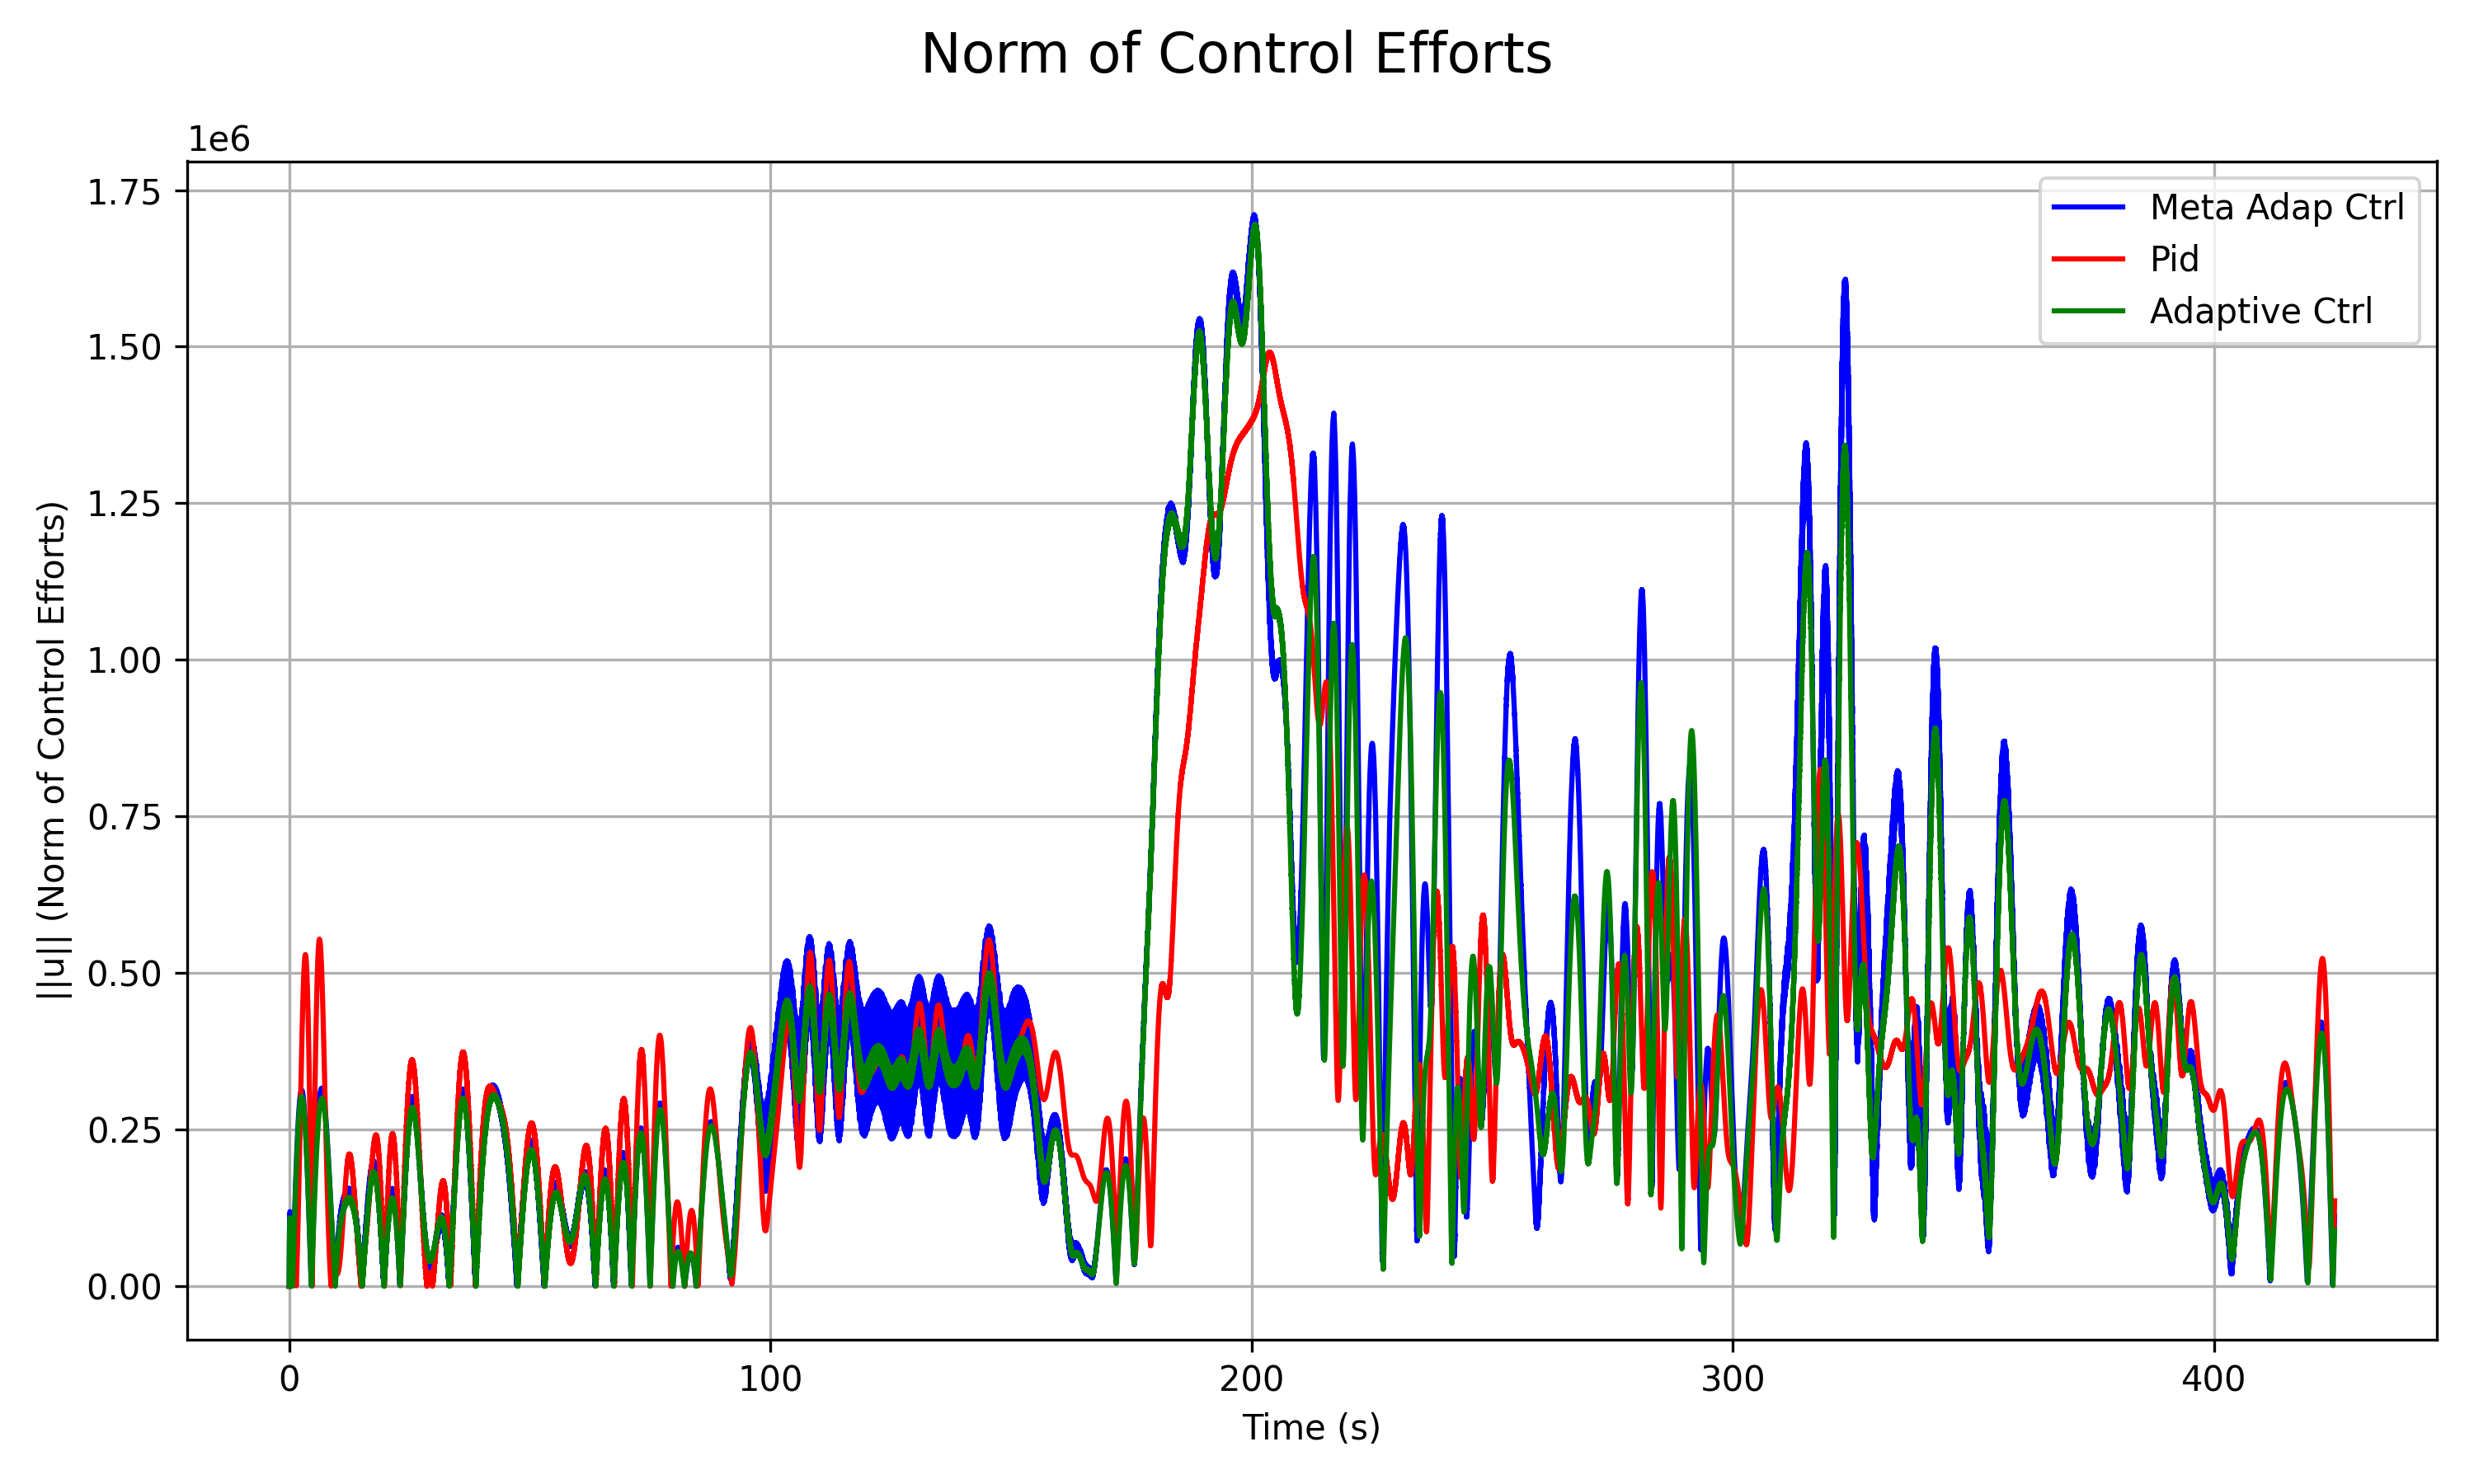 Norm of Control Efforts
1e6
1.75
1.50
1.25
1.00
0.75
0.50
0.25
0.00
||u|| (Norm of Control Efforts)
Meta Adap Ctrl
Pid
Adaptive Ctrl
0 100 200 300 400
Time (s)